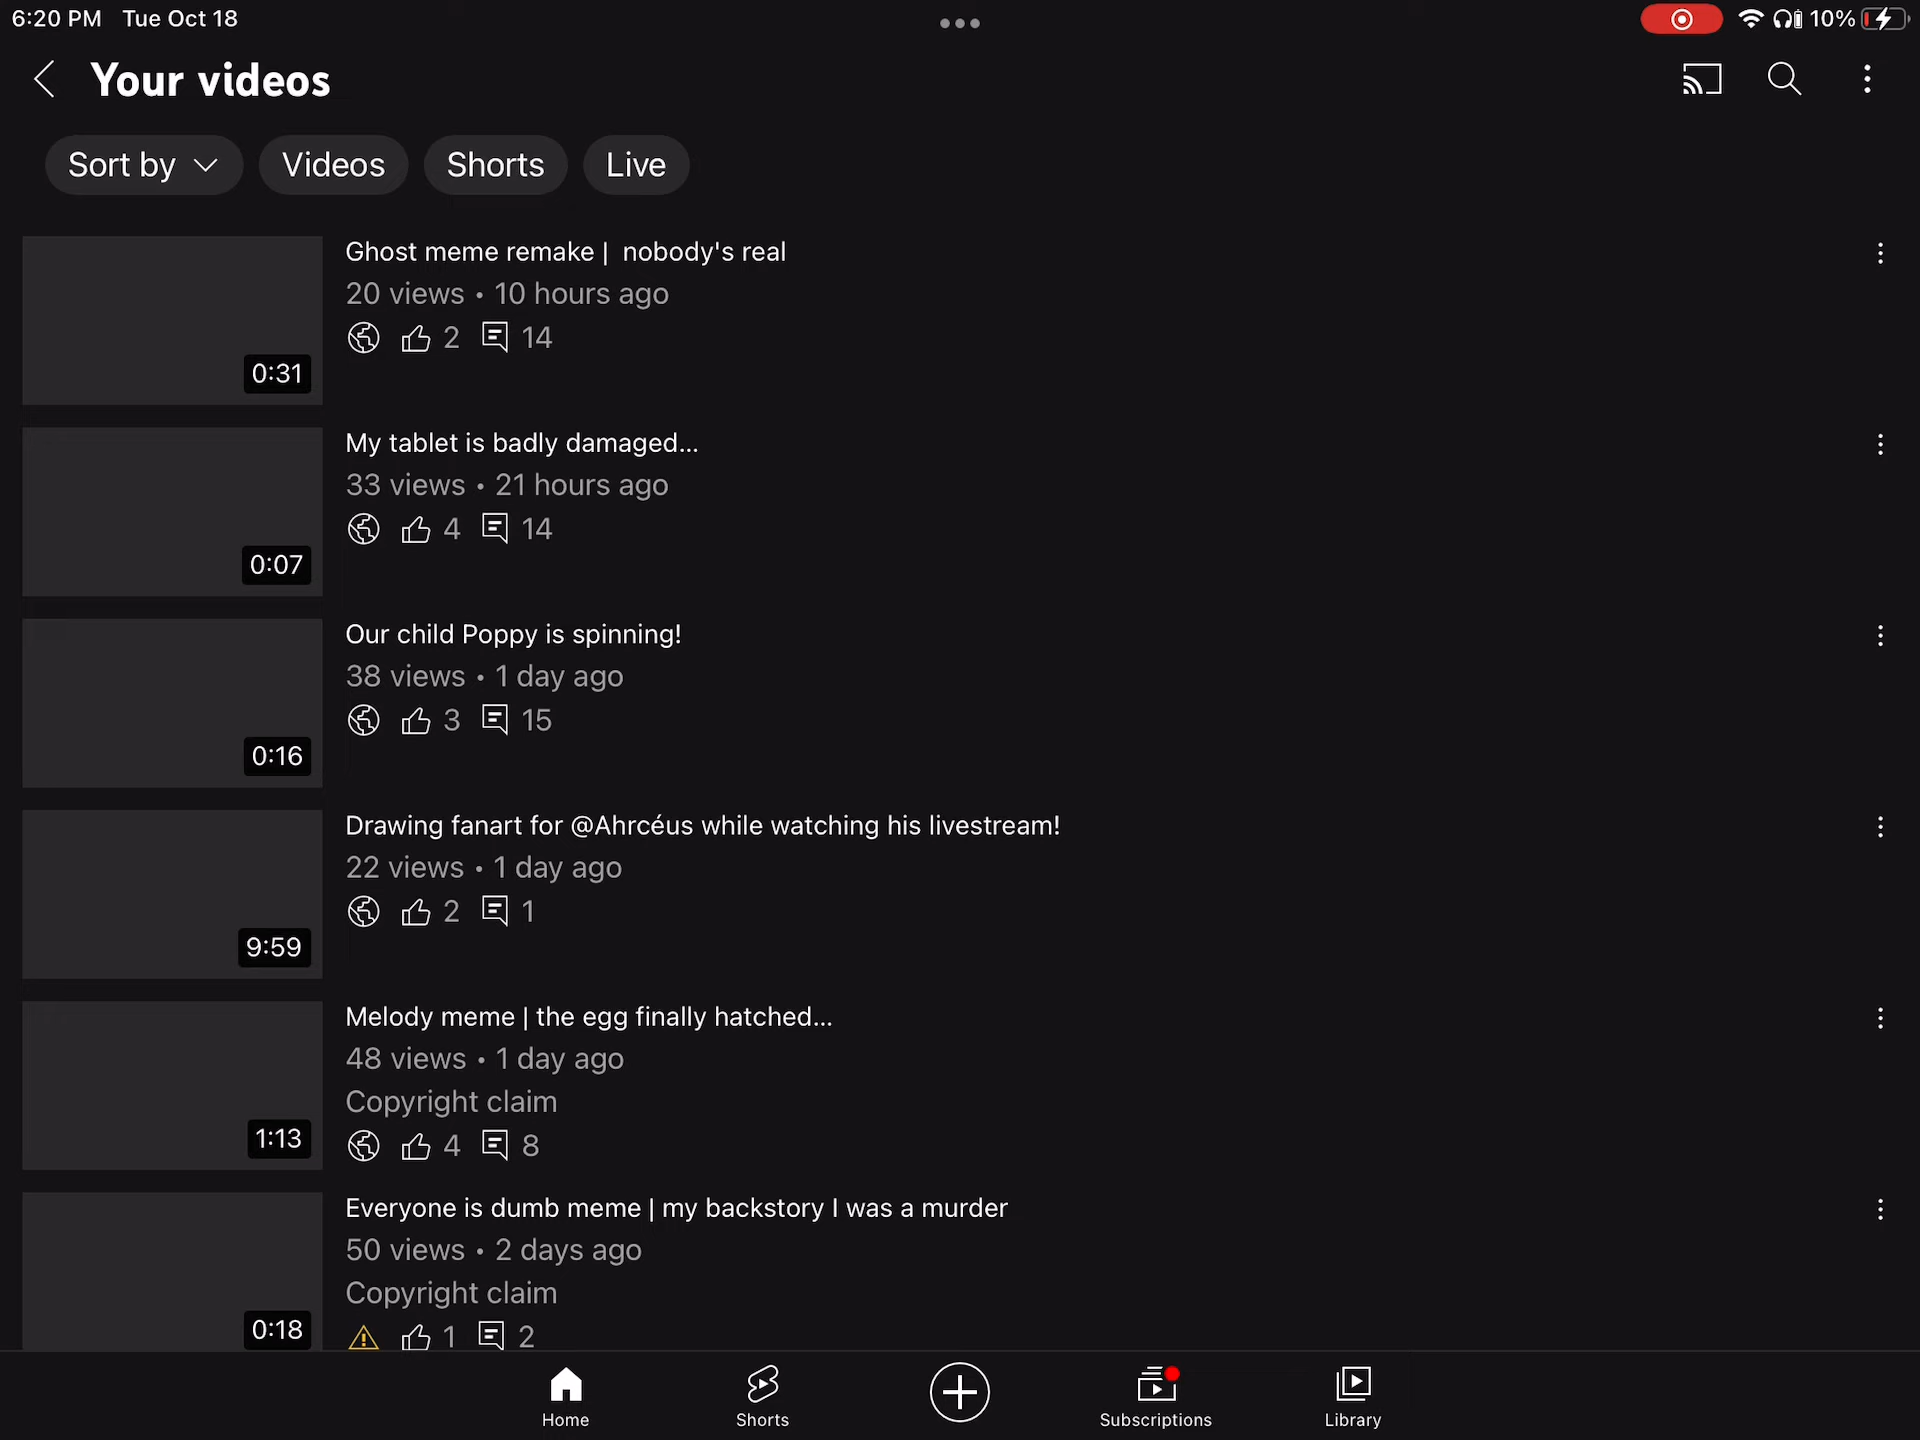 6:20 PM Tue Oct 18
10%
Your videos
Sort by Videos Shorts Live
Ghost meme remake | nobody's real
20 views • 10 hours ago
2 14
0:31
My tablet is badly damaged...
33 views • 21 hours ago
4 14
0:07
Our child Poppy is spinning!
38 views • 1 day ago
3 15
0:16
Drawing fanart for @Ahrcéus while watching his livestream!
22 views • 1 day ago
2 1
9:59
Melody meme | the egg finally hatched...
48 views • 1 day ago
Copyright claim
4 8
1:13
Everyone is dumb meme | my backstory I was a murder
50 views • 2 days ago
Copyright claim
1 2
0:18
Home Shorts Subscriptions Library